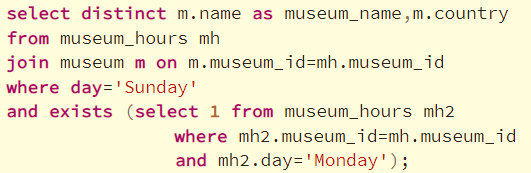 select distinct m.name as museum_name,m.country
from museum_hours mh
join museum m on m.museum_id=mh.museum_id
where day='Sunday'
and exists (select 1 from museum_hours mh2
where mh2.museum_id=mh.museum_id
and mh2.day='Monday');